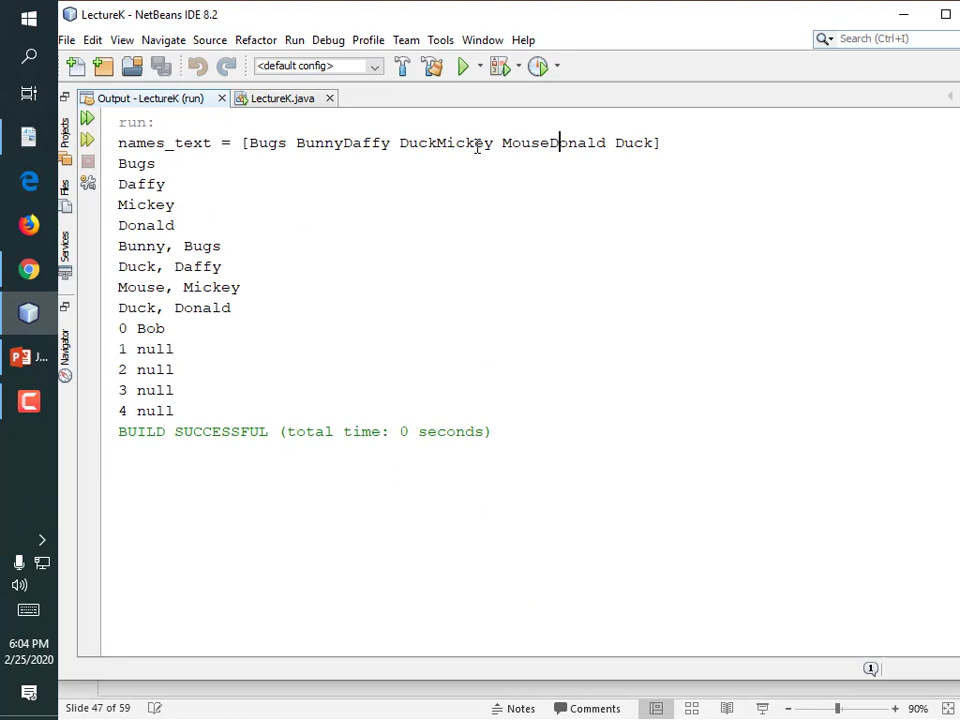 LectureK - NetBeans IDE 8.2
File Edit View Navigate Source Refactor Run Debug Profile Team Tools Window Help
Search (Ctrl+I)
<default config>
Output - LectureK (run)
LectureK.java
Projects
Files
Services
Navigator
run:
names_text = [Bugs BunnyDaffy DuckMickey MouseDonald Duck]
Bugs
Daffy
Mickey
Donald
Bunny, Bugs
Duck, Daffy
Mouse, Mickey
Duck, Donald
0 Bob
1 null
2 null
3 null
4 null
BUILD SUCCESSFUL (total time: 0 seconds)
J...
6:04 PM
2/25/2020
1
Slide 47 of 59
Notes
Comments
90%